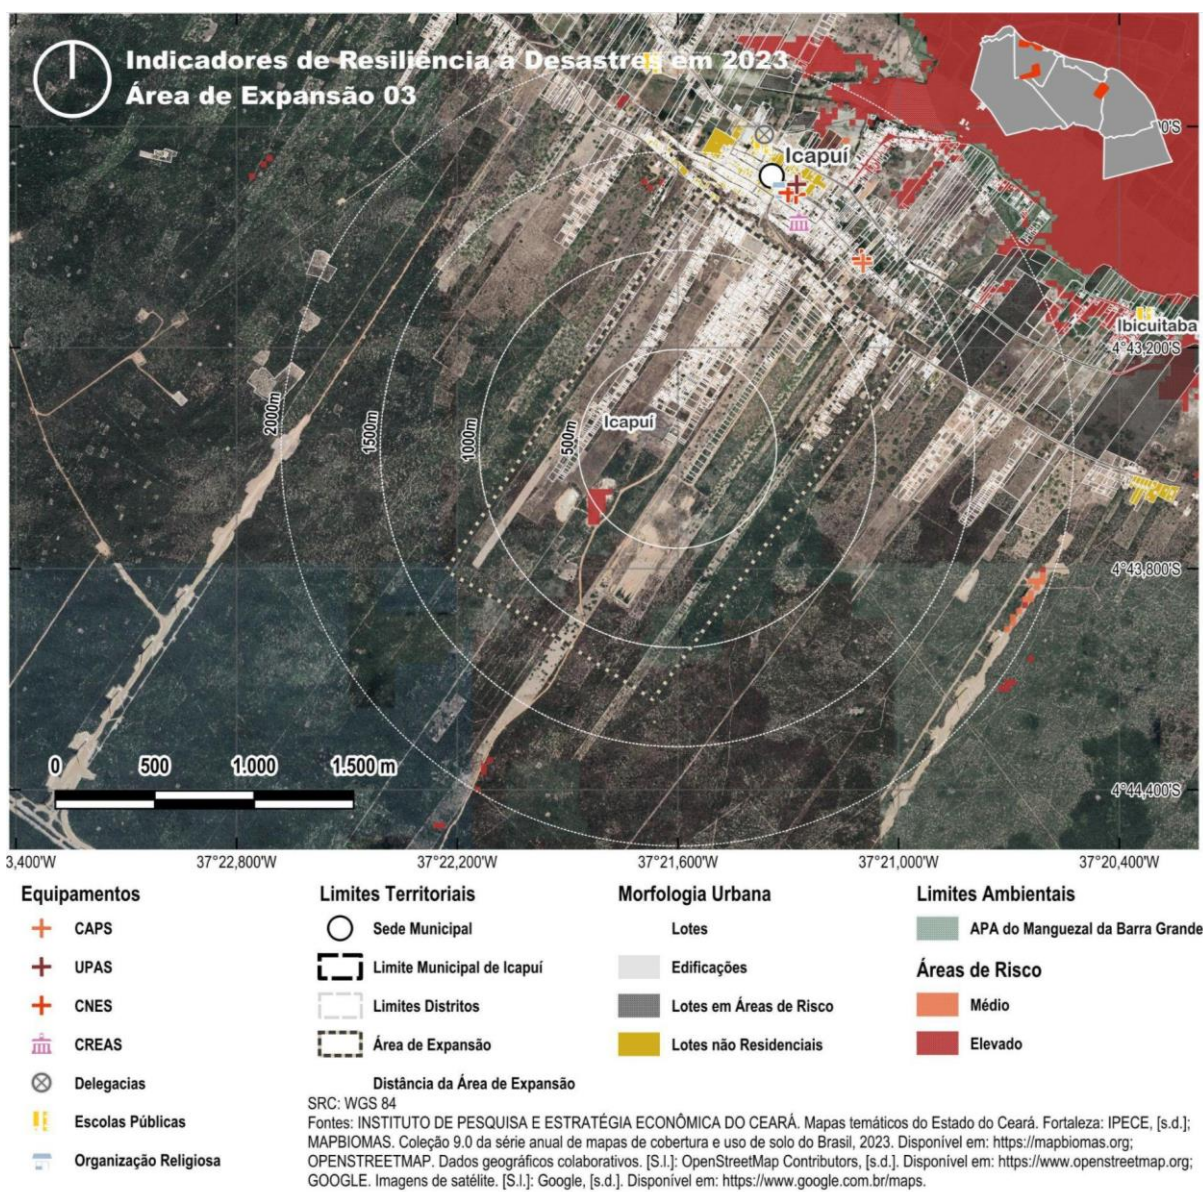 Indicadores de Resiliência à Desastres em 2023
Área de Expansão 03
0'S
Icapuí
Ibicuitaba
4°43,200'S
2000m
1500m
1000m
500m
Icapuí
4°43,800'S
0 500 1.000 1.500 m
4°44,400'S
3,400'W 37°22,800'W 37°22,200'W 37°21,600'W 37°21,000'W 37°20,400'W
Equipamentos
CAPS
UPAS
CNES
CREAS
Delegacias
Escolas Públicas
Organização Religiosa
Limites Territoriais
Sede Municipal
Limite Municipal de Icapuí
Limites Distritos
Área de Expansão
Distância da Área de Expansão
Morfologia Urbana
Lotes
Edificações
Lotes em Áreas de Risco
Lotes não Residenciais
Limites Ambientais
APA do Manguezal da Barra Grande
Áreas de Risco
Médio
Elevado
SRC: WGS 84
Fontes: INSTITUTO DE PESQUISA E ESTRATÉGIA ECONÔMICA DO CEARÁ. Mapas temáticos do Estado do Ceará. Fortaleza: IPECE, [s.d.];
MAPBIOMAS. Coleção 9.0 da série anual de mapas de cobertura e uso de solo do Brasil, 2023. Disponível em: https://mapbiomas.org;
OPENSTREETMAP. Dados geográficos colaborativos. [S.l.]: OpenStreetMap Contributors, [s.d.]. Disponível em: https://www.openstreetmap.org;
GOOGLE. Imagens de satélite. [S.l.]: Google, [s.d.]. Disponível em: https://www.google.com.br/maps.